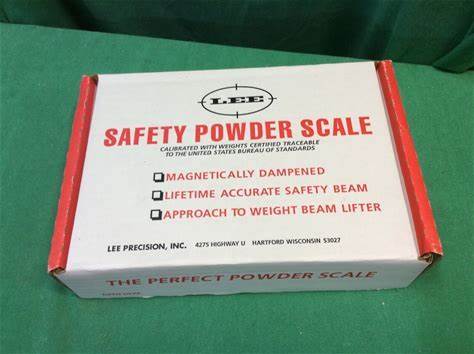 LEE
SAFETY POWDER SCALE
CALIBRATED WITH WEIGHTS CERTIFIED TRACEABLE
TO THE UNITED STATES BUREAU OF STANDARDS
MAGNETICALLY DAMPENED
LIFETIME ACCURATE SAFETY BEAM
APPROACH TO WEIGHT BEAM LIFTER
LEE PRECISION, INC. 4275 HIGHWAY U HARTFORD WISCONSIN 53027
THE PERFECT POWDER SCALE